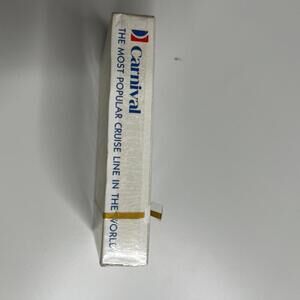 Carnival
THE MOST POPULAR CRUISE LINE IN THE WORLD